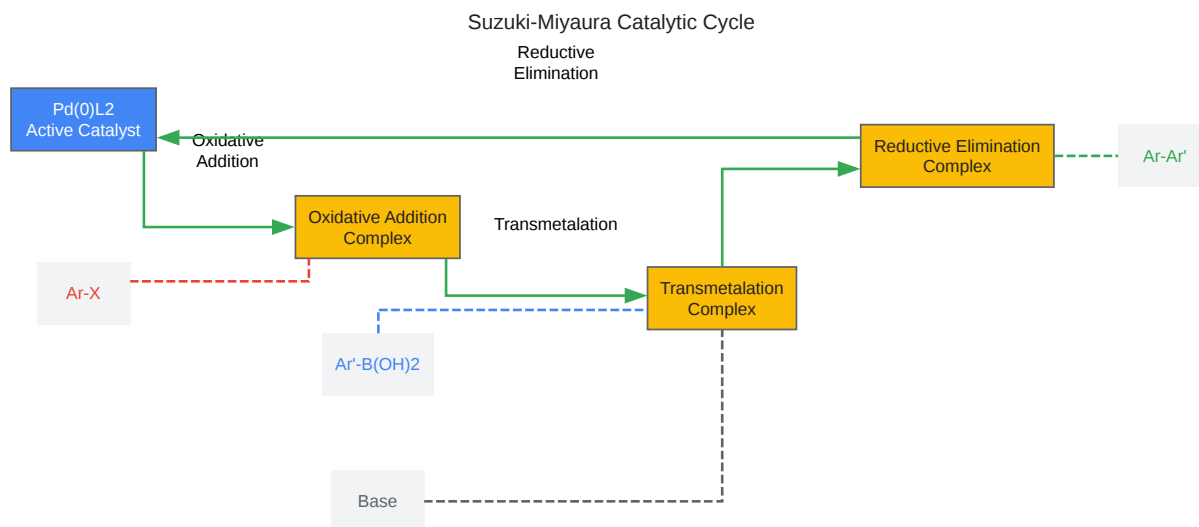 Suzuki-Miyaura Catalytic Cycle
Reductive
Elimination
Pd(0)L2
Active Catalyst
Oxidative
Addition
Reductive Elimination
Complex
Ar-Ar'
Oxidative Addition
Complex
Transmetalation
Ar-X
Transmetalation
Complex
Ar'-B(OH)2
Base